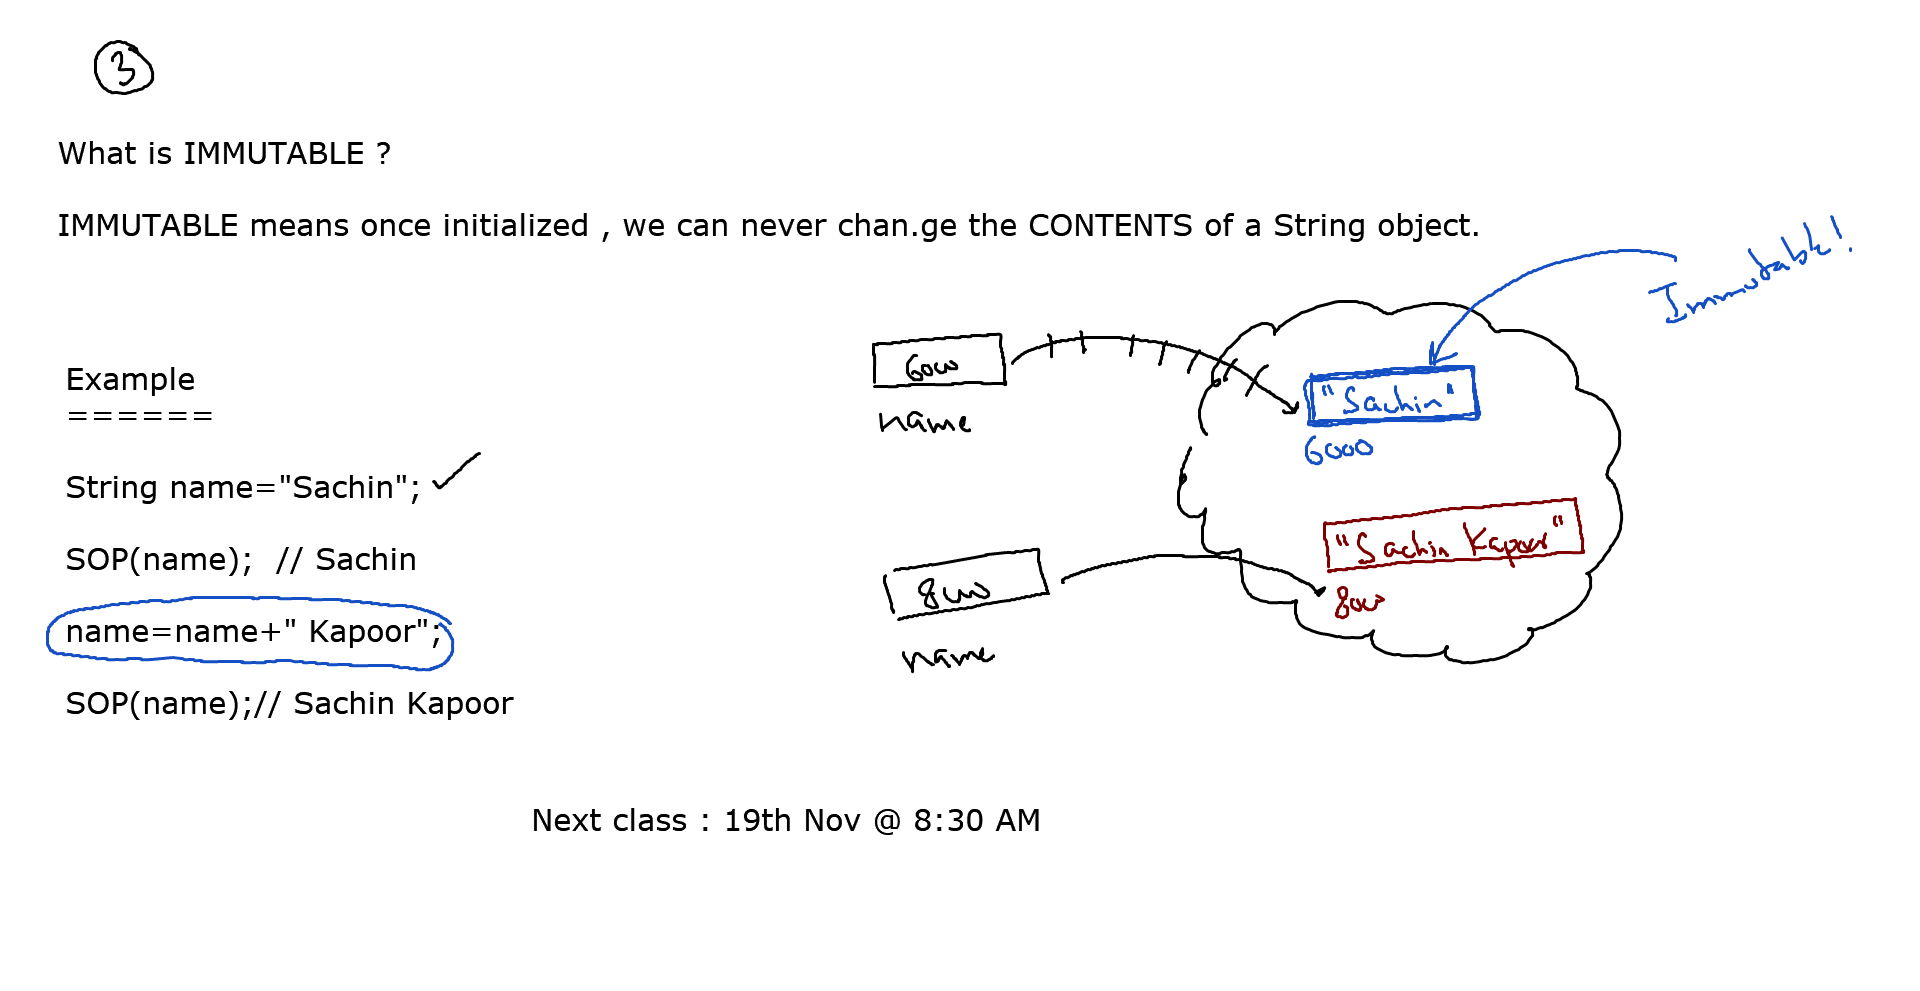 3
What is IMMUTABLE ?
IMMUTABLE means once initialized , we can never chan.ge the CONTENTS of a String object.
Immutable!
Example
======
6000
name
"Sachin"
6000
String name="Sachin";
SOP(name);  // Sachin
"Sachin Kapoor"
8000
8000
name=name+" Kapoor";
name
SOP(name);// Sachin Kapoor
Next class : 19th Nov @ 8:30 AM